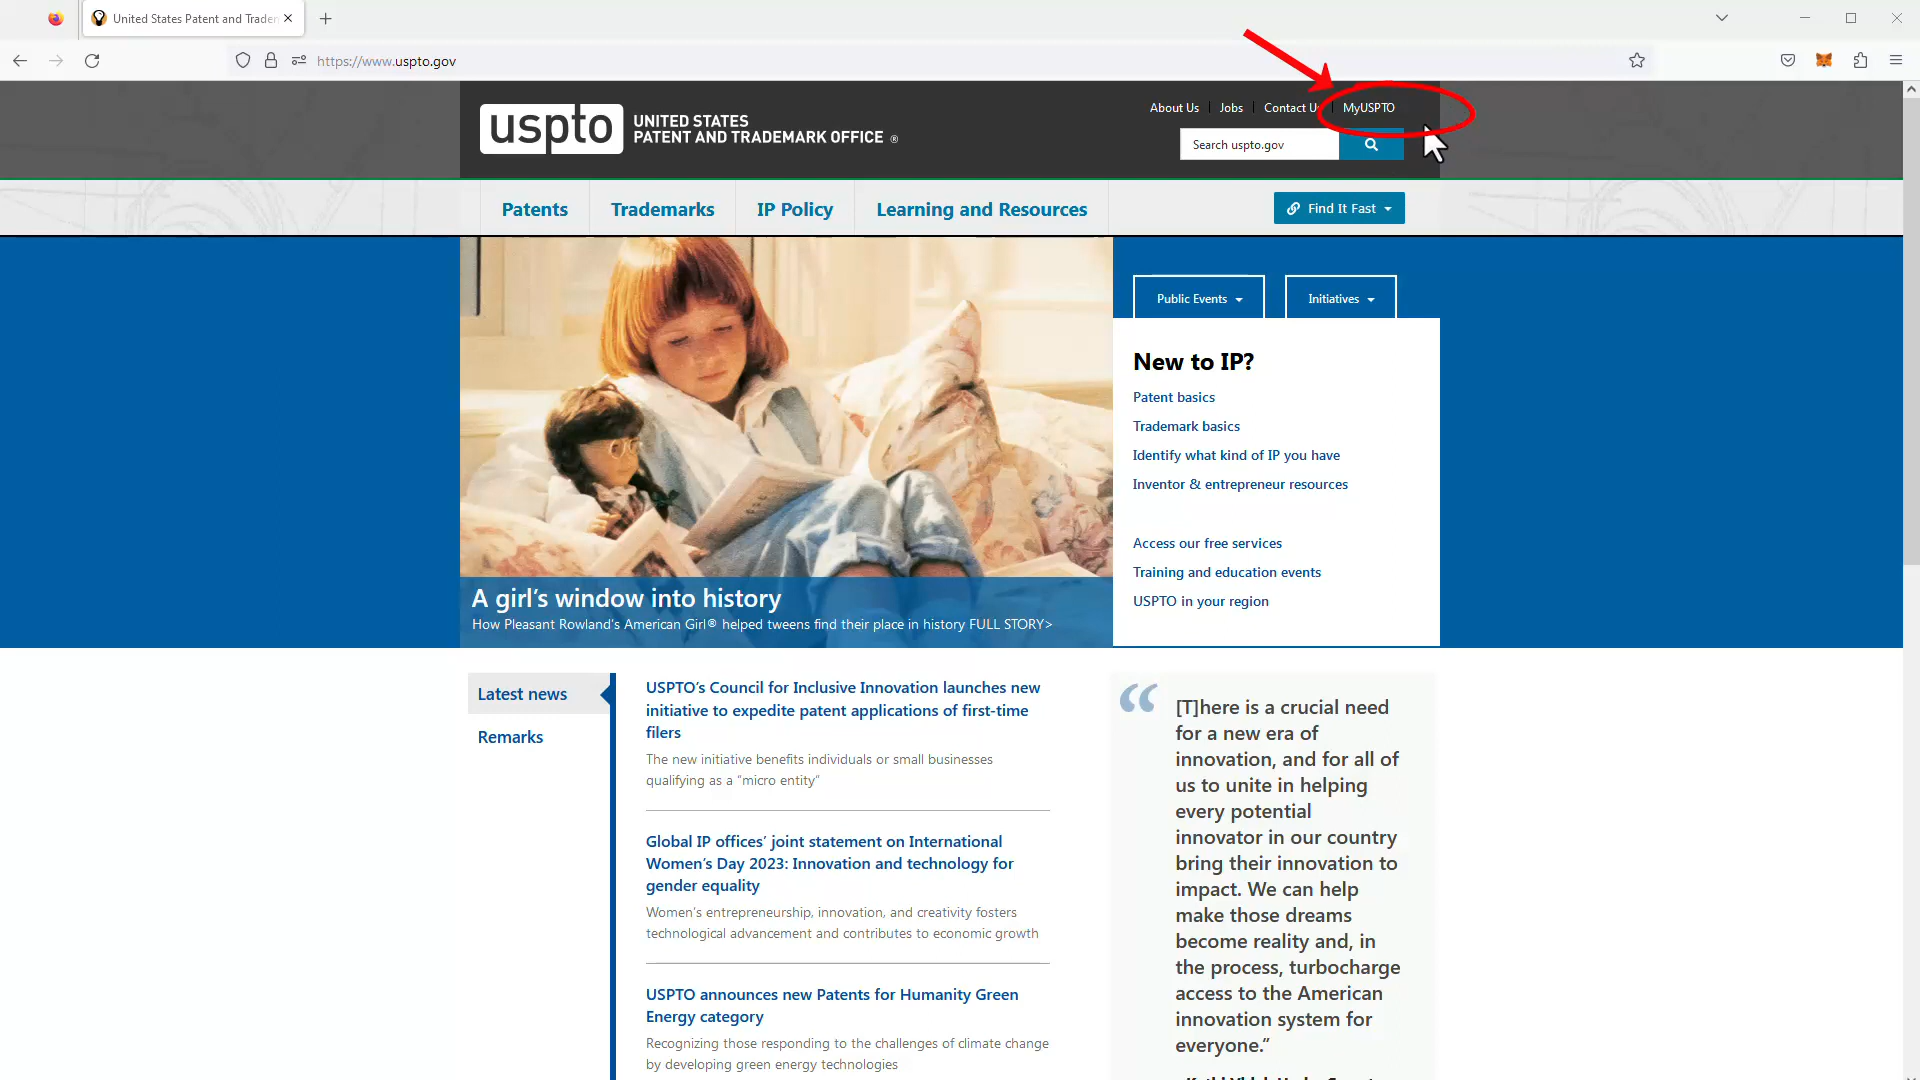 United States Patent and Trader
https://www.uspto.gov
About Us
Jobs
Contact Us
MyUSPTO
uspto
UNITED STATES
PATENT AND TRADEMARK OFFICE ®
Search uspto.gov
Patents
Trademarks
IP Policy
Learning and Resources
Find It Fast
Public Events
Initiatives
New to IP?
Patent basics
Trademark basics
Identify what kind of IP you have
Inventor & entrepreneur resources
Access our free services
Training and education events
USPTO in your region
A girl's window into history
How Pleasant Rowland's American Girl® helped tweens find their place in history FULL STORY>
Latest news
Remarks
USPTO's Council for Inclusive Innovation launches new
initiative to expedite patent applications of first-time
filers
The new initiative benefits individuals or small businesses
qualifying as a "micro entity"
Global IP offices' joint statement on International
Women's Day 2023: Innovation and technology for
gender equality
Women's entrepreneurship, innovation, and creativity fosters
technological advancement and contributes to economic growth
USPTO announces new Patents for Humanity Green
Energy category
Recognizing those responding to the challenges of climate change
by developing green energy technologies
“
[T]here is a crucial need
for a new era of
innovation, and for all of
us to unite in helping
every potential
innovator in our country
bring their innovation to
impact. We can help
make those dreams
become reality and, in
the process, turbocharge
access to the American
innovation system for
everyone.”